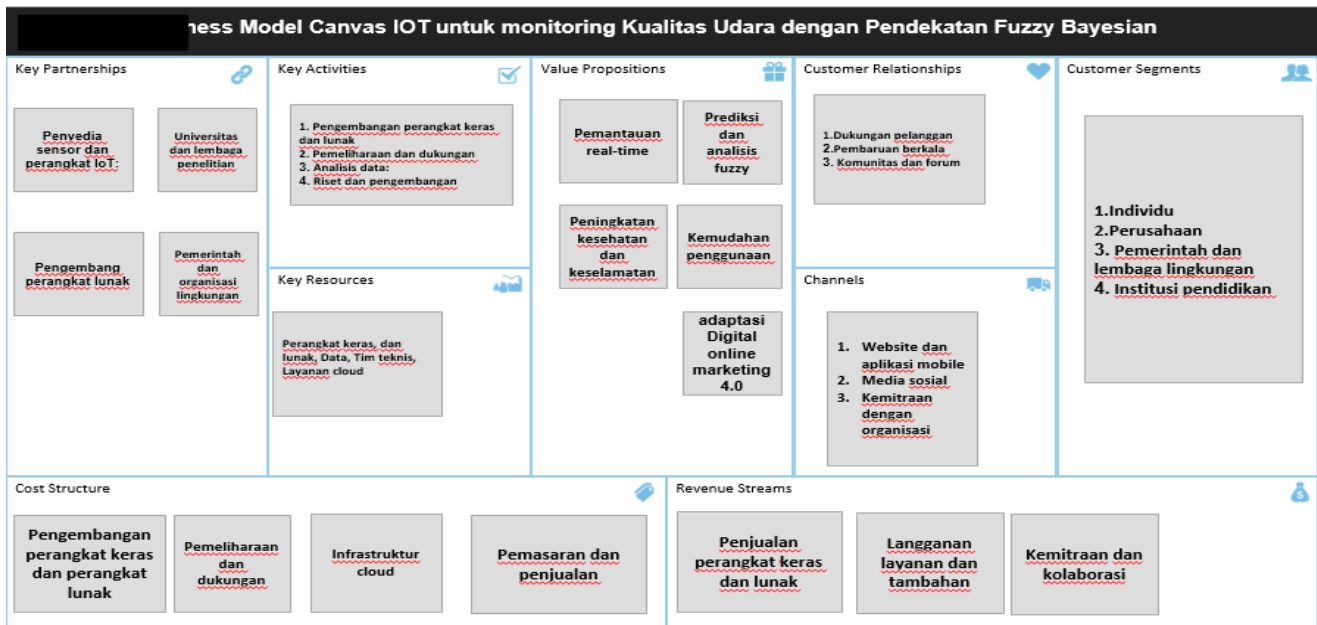 ness Model Canvas IOT untuk monitoring Kualitas Udara dengan Pendekatan Fuzzy Bayesian
Key Partnerships
Penyedia
sensor dan
perangkat IoT:
Universitas
dan lembaga
penelitian
Pengembang
perangkat lunak
Pemerintah
dan
organisasi
lingkungan
Key Activities
1. Pengembangan perangkat keras
dan lunak
2. Pemeliharaan dan dukungan
3. Analisis data:
4. Riset dan pengembangan
Key Resources
Perangkat keras, dan
lunak, Data, Tim teknis,
Layanan cloud
Value Propositions
Pemantauan
real-time
Prediksi
dan
analisis
fuzzy
Peningkatan
kesehatan
dan
keselamatan
Kemudahan
penggunaan
adaptasi
Digital
online
marketing
4.0
Customer Relationships
1.Dukungan pelanggan
2.Pembaruan berkala
3. Komunitas dan forum
Channels
1. Website dan
aplikasi mobile
2. Media sosial
3. Kemitraan
dengan
organisasi
Customer Segments
1.Individu
2.Perusahaan
3. Pemerintah dan
lembaga lingkungan
4. Institusi pendidikan
Cost Structure
Pengembangan
perangkat keras
dan perangkat
lunak
Pemeliharaan
dan
dukungan
Infrastruktur
cloud
Pemasaran dan
penjualan
Revenue Streams
Penjualan
perangkat keras
dan lunak
Langganan
layanan dan
tambahan
Kemitraan dan
kolaborasi